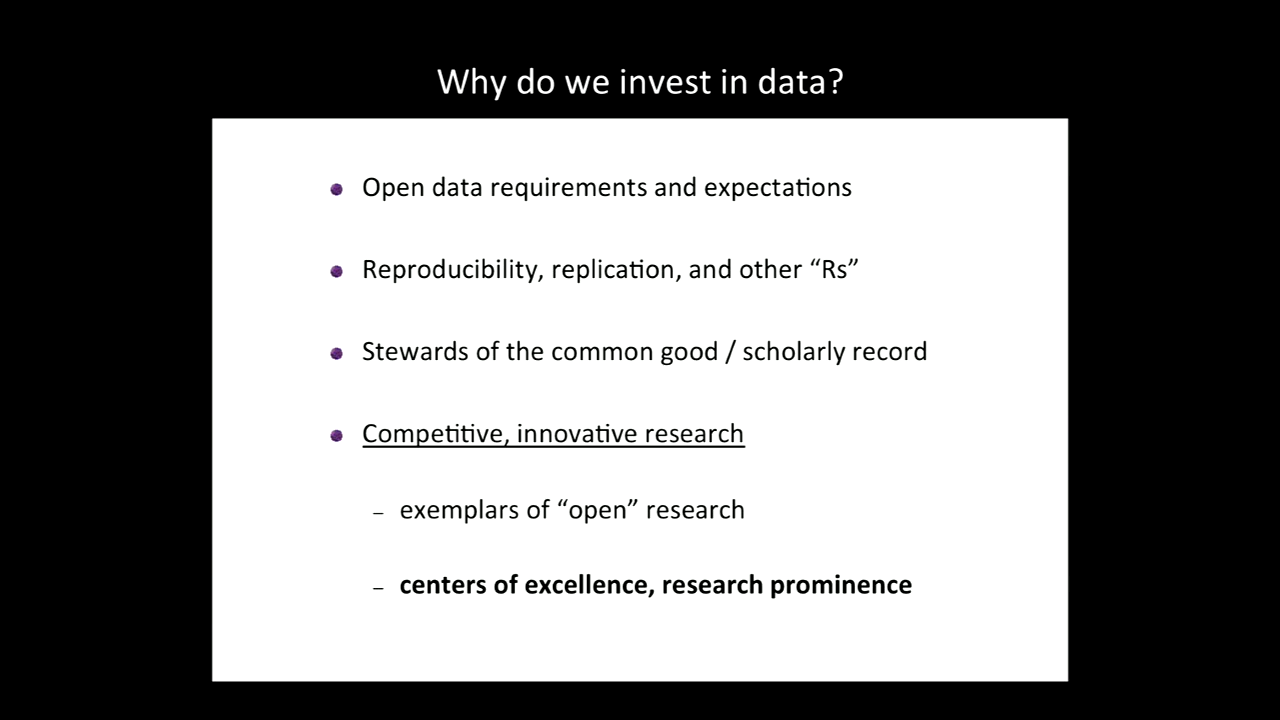 Why do we invest in data?
Open data requirements and expectations
Reproducibility, replication, and other “Rs”
Stewards of the common good / scholarly record
Competitive, innovative research
– exemplars of “open” research
– centers of excellence, research prominence